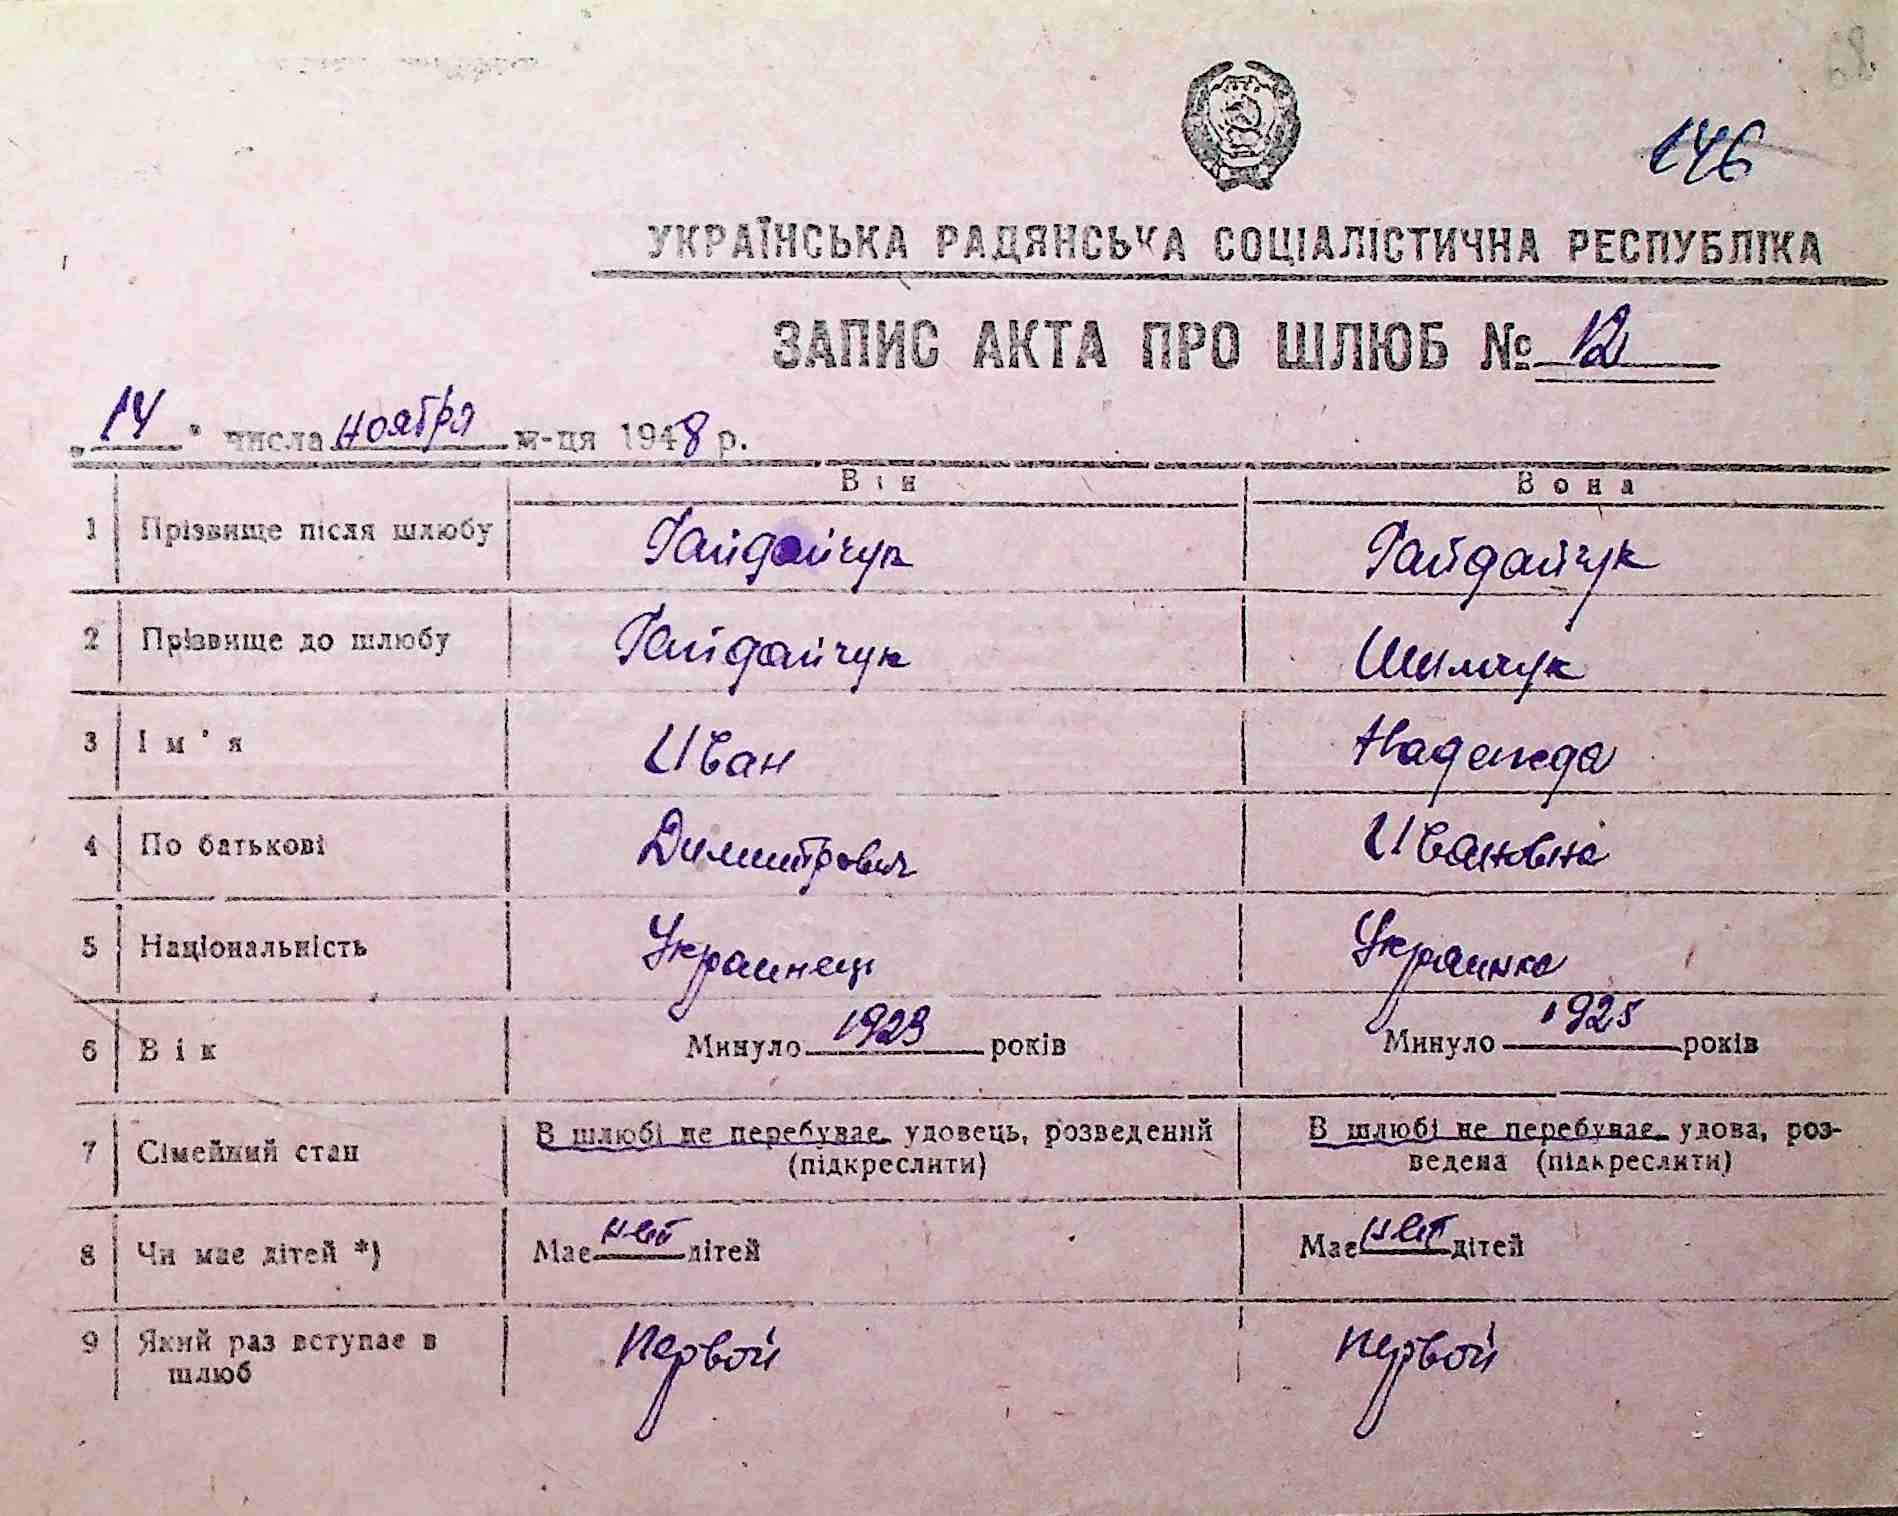 146
УКРАЇНСЬКА РАДЯНСЬКА СОЦІАЛІСТИЧНА РЕСПУБЛІКА
ЗАПИС АКТА ПРО ШЛЮБ № 12
„14" числа ноября м-ця 1948 р.
Він Вона
1 Прізвище після шлюбу Гайдайчук Гайдайчук
2 Прізвище до шлюбу Гайдайчук Шымчук
3 Ім'я Иван Надежда
4 По батькові Димитрович Ивановна
5 Національність Украинец Украинка
6 Вік Минуло 1923 років Минуло 1925 років
7 Сімейний стан В шлюбі не перебуває, удовець, розведений В шлюбі не перебуває, удова, роз-
(підкреслити) ведена (підкреслити)
8 Чи має дітей *) Має нет дітей Має нет дітей
9 Який раз вступає в Первой Первой
шлюб